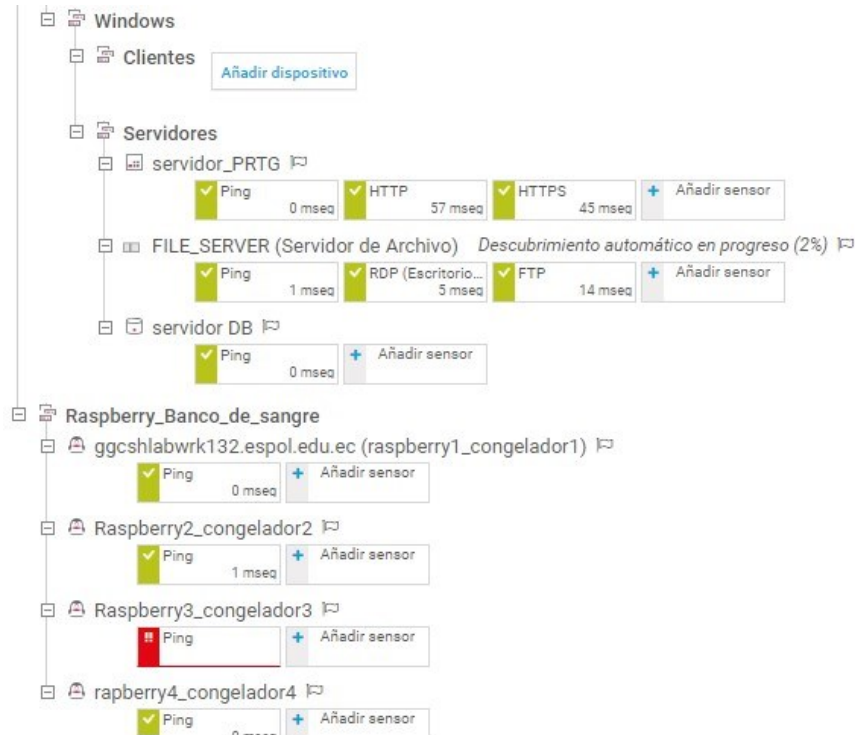 Windows
Clientes
Añadir dispositivo
Servidores
servidor_PRTG
Ping HTTP HTTPS Añadir sensor
0 mseg 57 mseg 45 mseg
FILE_SERVER (Servidor de Archivo) Descubrimiento automático en progreso (2%)
Ping RDP (Escritorio... FTP Añadir sensor
1 mseg 5 mseg 14 mseg
servidor DB
Ping Añadir sensor
0 mseg
Raspberry_Banco_de_sangre
ggcshlabwrk132.espol.edu.ec (raspberry1_congelador1)
Ping Añadir sensor
0 mseg
Raspberry2_congelador2
Ping Añadir sensor
1 mseg
Raspberry3_congelador3
Ping Añadir sensor
rapberry4_congelador4
Ping Añadir sensor